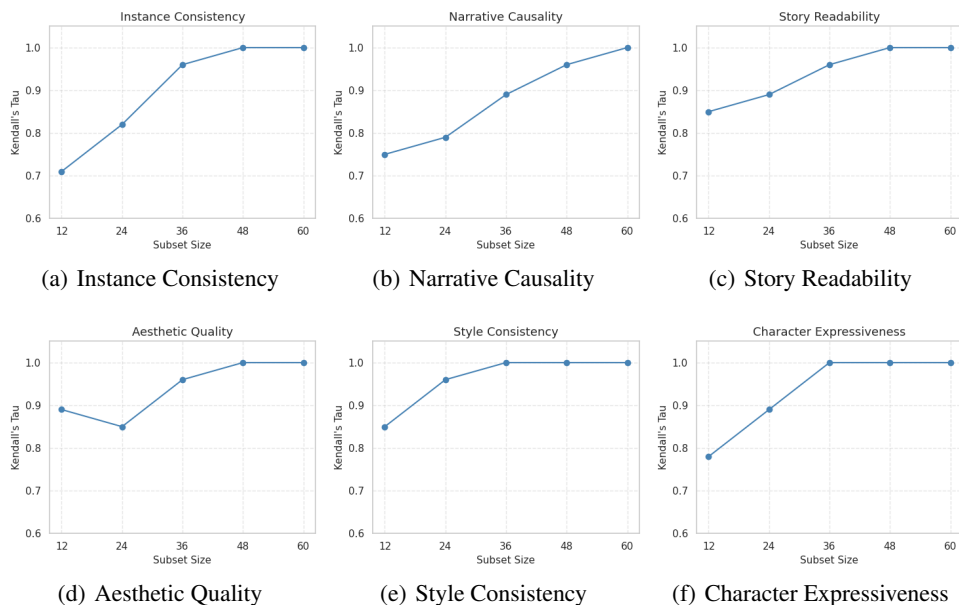 Instance Consistency
Kendall's Tau
1.0
0.9
0.8
0.7
0.6
12 24 36 48 60
Subset Size
(a) Instance Consistency
Narrative Causality
Kendall's Tau
1.0
0.9
0.8
0.7
0.6
12 24 36 48 60
Subset Size
(b) Narrative Causality
Story Readability
Kendall's Tau
1.0
0.9
0.8
0.7
0.6
12 24 36 48 60
Subset Size
(c) Story Readability
Aesthetic Quality
Kendall's Tau
1.0
0.9
0.8
0.7
0.6
12 24 36 48 60
Subset Size
(d) Aesthetic Quality
Style Consistency
Kendall's Tau
1.0
0.9
0.8
0.7
0.6
12 24 36 48 60
Subset Size
(e) Style Consistency
Character Expressiveness
Kendall's Tau
1.0
0.9
0.8
0.7
0.6
12 24 36 48 60
Subset Size
(f) Character Expressiveness